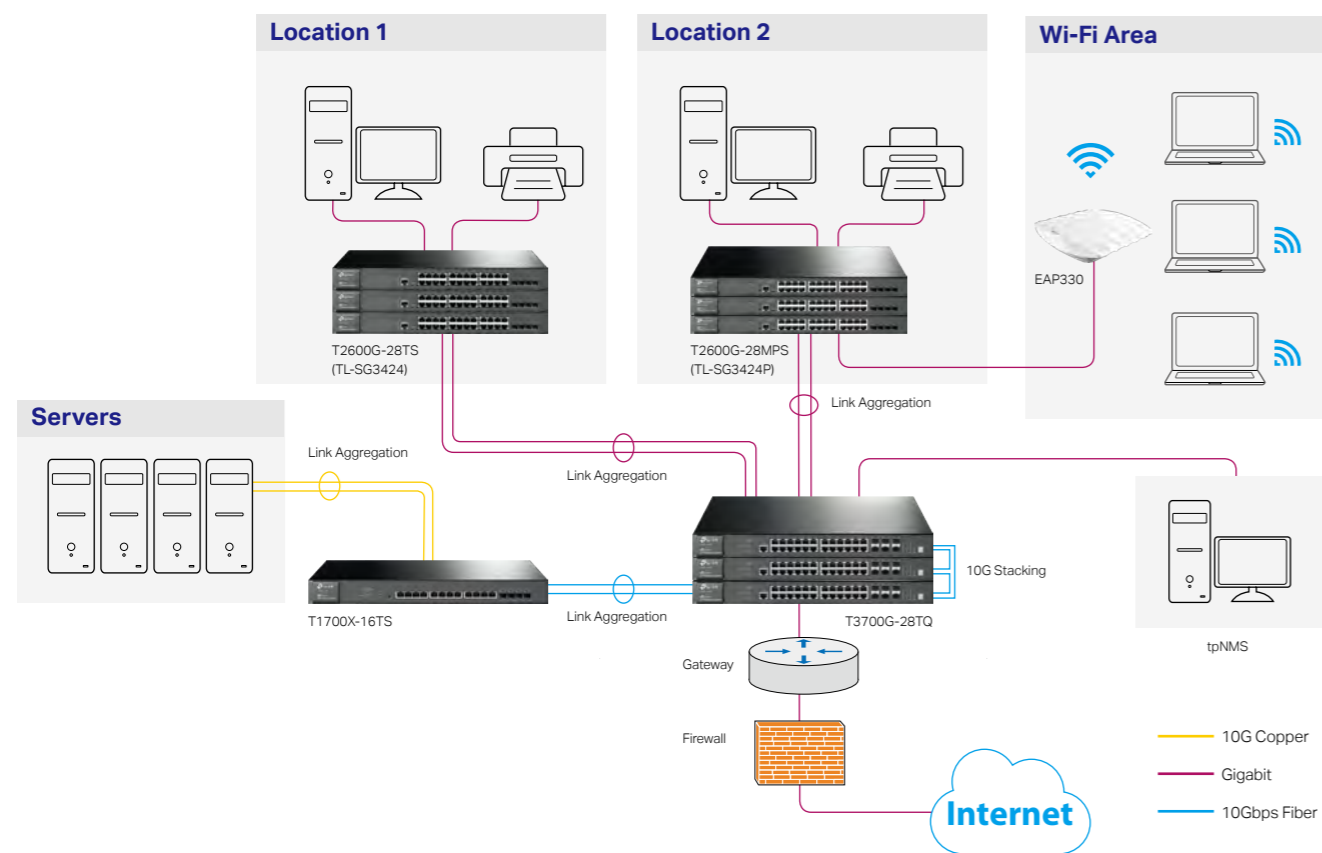 Location 1
Location 2
Wi-Fi Area
EAP330
T2600G-28TS
(TL-SG3424)
T2600G-28MPS
(TL-SG3424P)
Link Aggregation
Servers
Link Aggregation
Link Aggregation
10G Stacking
Link Aggregation
T1700X-16TS
T3700G-28TQ
tpNMS
Gateway
Firewall
Internet
10G Copper
Gigabit
10Gbps Fiber